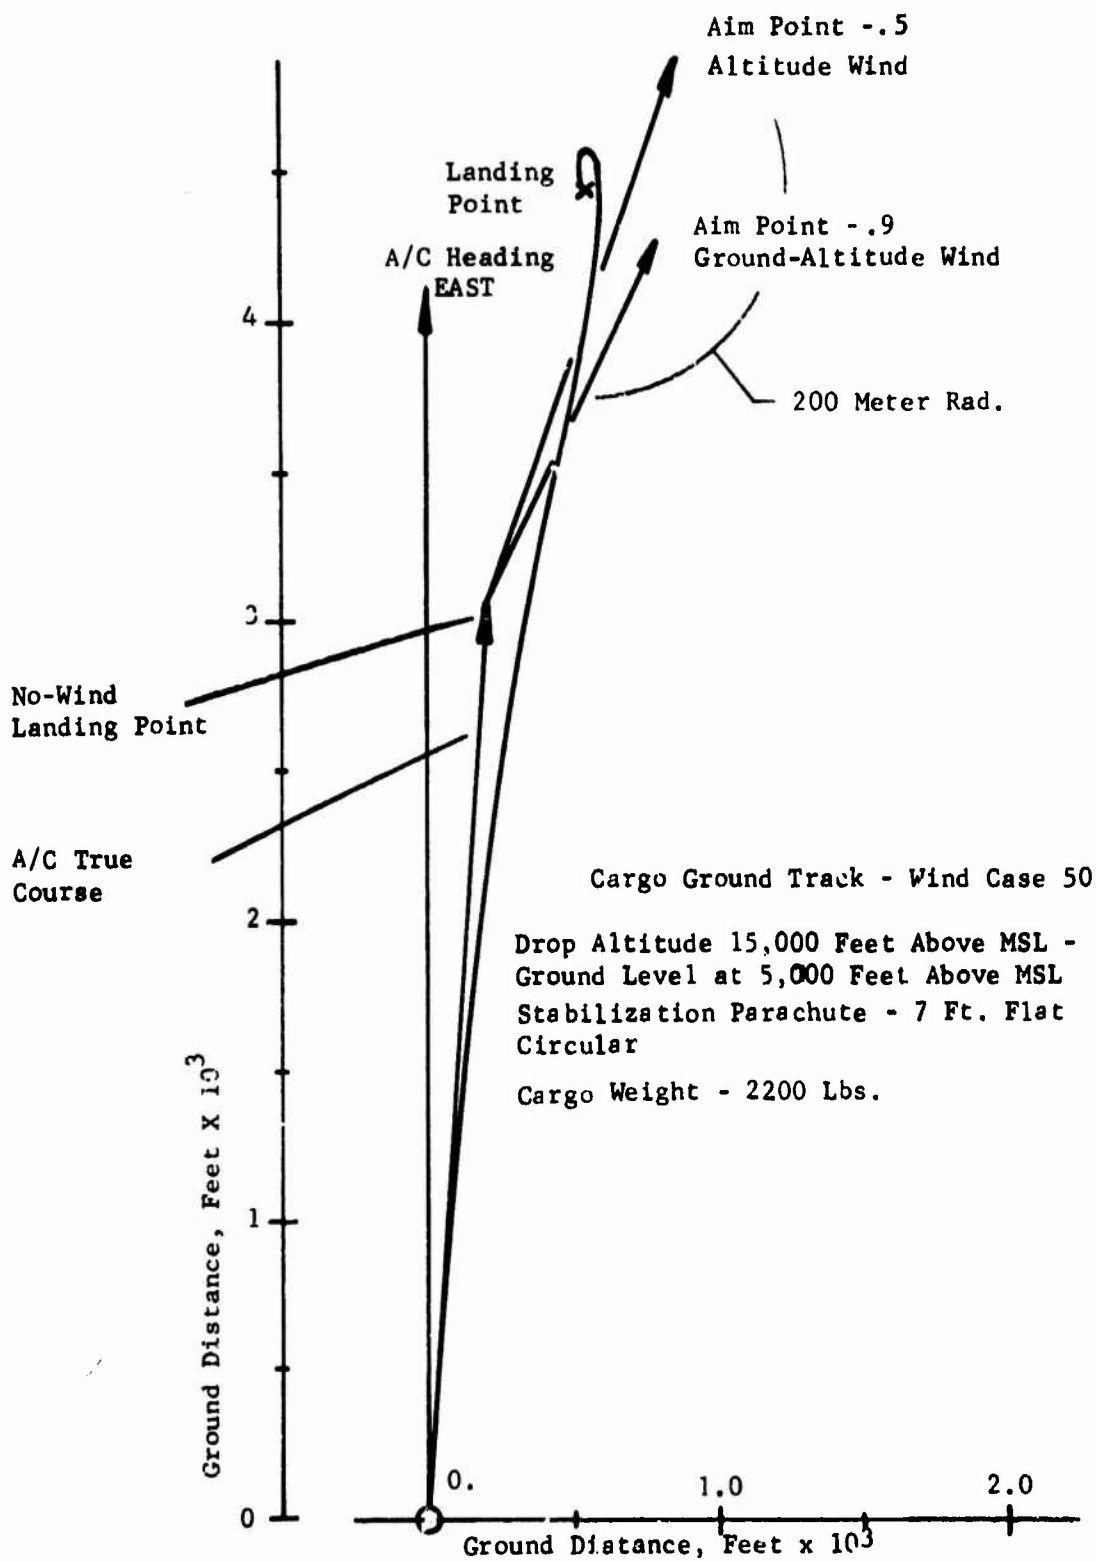 Aim Point -.5
Altitude Wind
Landing
Point
Aim Point -.9
Ground-Altitude Wind
A/C Heading
EAST
4
200 Meter Rad.
3
No-Wind
Landing Point
A/C True
Course
Cargo Ground Track - Wind Case 50
2
Drop Altitude 15,000 Feet Above MSL -
Ground Level at 5,000 Feet Above MSL
Stabilization Parachute - 7 Ft. Flat
Circular
Cargo Weight - 2200 Lbs.
Ground Distance, Feet X 10³
1
0
0.
1.0
2.0
Ground Distance, Feet x 10³